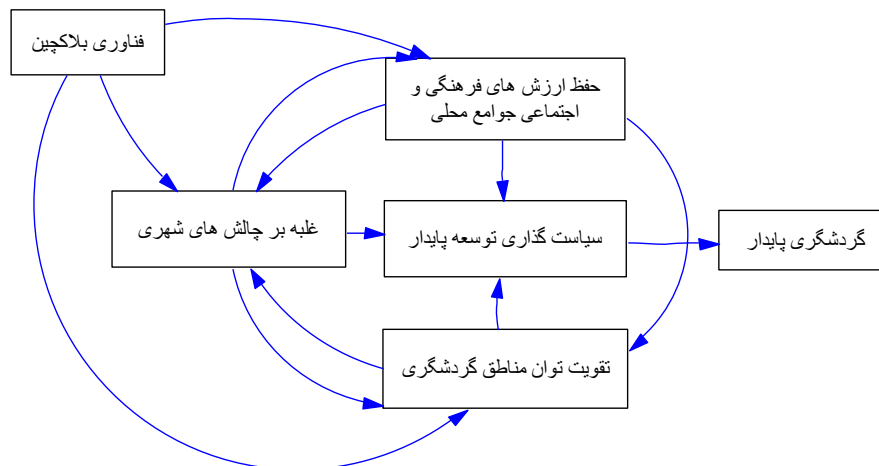 فناوری بلاکچین
حفظ ارزش های فرهنگی و
اجتماعی جوامع محلی
غلبه بر چالش های شهری
سیاست گذاری توسعه پایدار
گردشگری پایدار
تقویت توان مناطق گردشگری